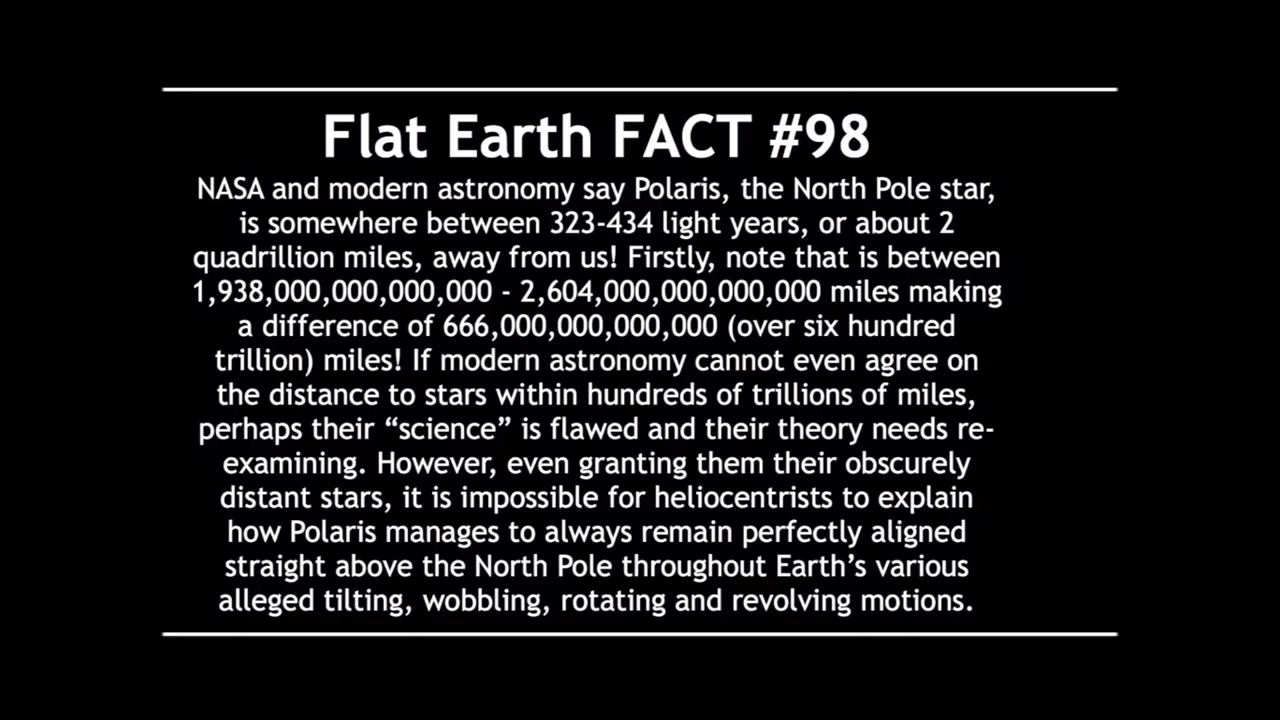 Flat Earth FACT #98
NASA and modern astronomy say Polaris, the North Pole star,
is somewhere between 323-434 light years, or about 2
quadrillion miles, away from us! Firstly, note that is between
1,938,000,000,000,000 - 2,604,000,000,000,000 miles making
a difference of 666,000,000,000,000 (over six hundred
trillion) miles! If modern astronomy cannot even agree on
the distance to stars within hundreds of trillions of miles,
perhaps their “science” is flawed and their theory needs re-
examining. However, even granting them their obscurely
distant stars, it is impossible for heliocentrists to explain
how Polaris manages to always remain perfectly aligned
straight above the North Pole throughout Earth’s various
alleged tilting, wobbling, rotating and revolving motions.